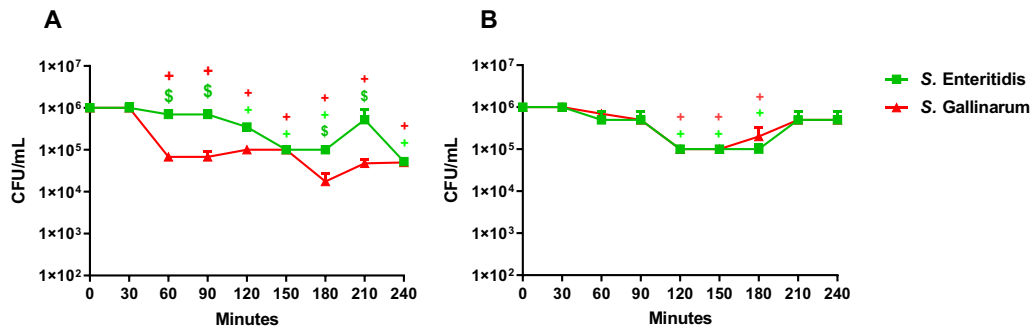 A
CFU/mL
1×10⁷
1×10⁶
1×10⁵
1×10⁴
1×10³
1×10²
+ + + + + + +
$ $ + + + $ $ +
0 30 60 90 120 150 180 210 240
Minutes
B
CFU/mL
1×10⁷
1×10⁶
1×10⁵
1×10⁴
1×10³
1×10²
+ + +
+ + +
0 30 60 90 120 150 180 210 240
Minutes
S. Enteritidis
S. Gallinarum